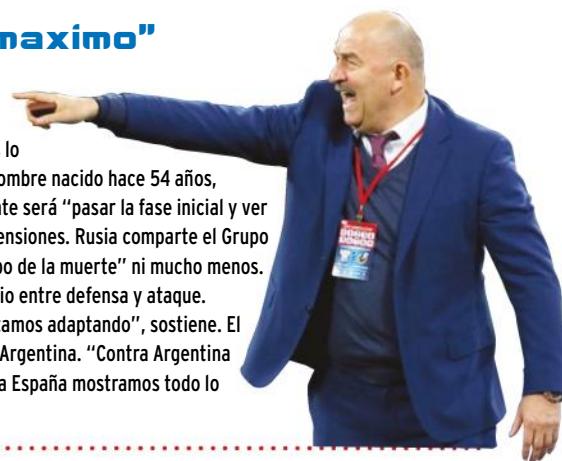 maximo”
lo
ombre nacido hace 54 años,
te será “pasar la fase inicial y ver
ensiones. Rusia comparte el Grupo
po de la muerte” ni mucho menos.
io entre defensa y ataque.
tamos adaptando”, sostiene. El
Argentina. “Contra Argentina
a España mostramos todo lo